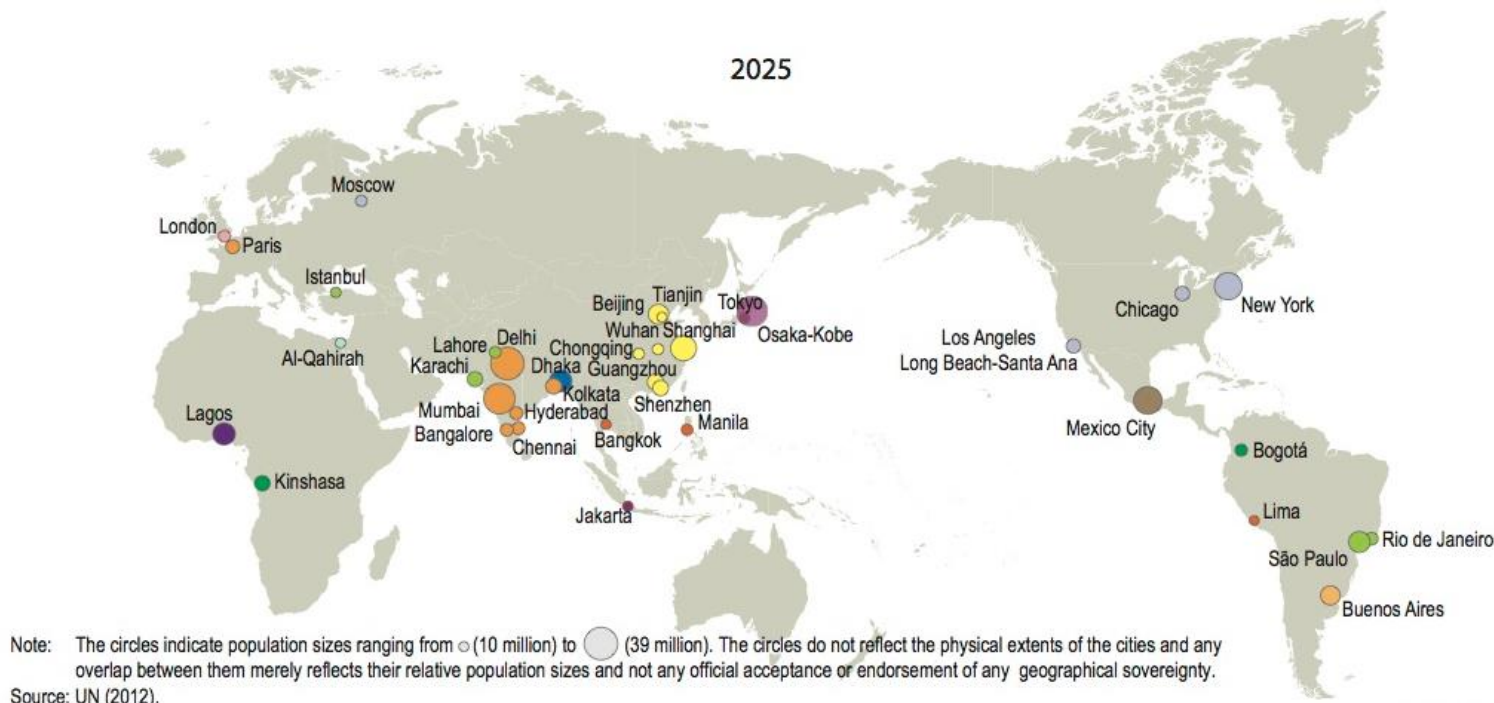 2025
Moscow
London
Paris
Istanbul
Al-Qahirah
Lagos
Kinshasa
Lahore
Delhi
Karachi
Mumbai
Bangalore
Hyderabad
Chennai
Dhaka
Kolkata
Beijing
Tianjin
Wuhan
Shanghai
Chongqing
Guangzhou
Shenzhen
Bangkok
Manila
Jakarta
Tokyo
Osaka-Kobe
Chicago
New York
Los Angeles
Long Beach-Santa Ana
Mexico City
Bogotá
Lima
Rio de Janeiro
São Paulo
Buenos Aires
Note: The circles indicate population sizes ranging from (10 million) to (39 million). The circles do not reflect the physical extents of the cities and any
overlap between them merely reflects their relative population sizes and not any official acceptance or endorsement of any geographical sovereignty.
Source: UN (2012).